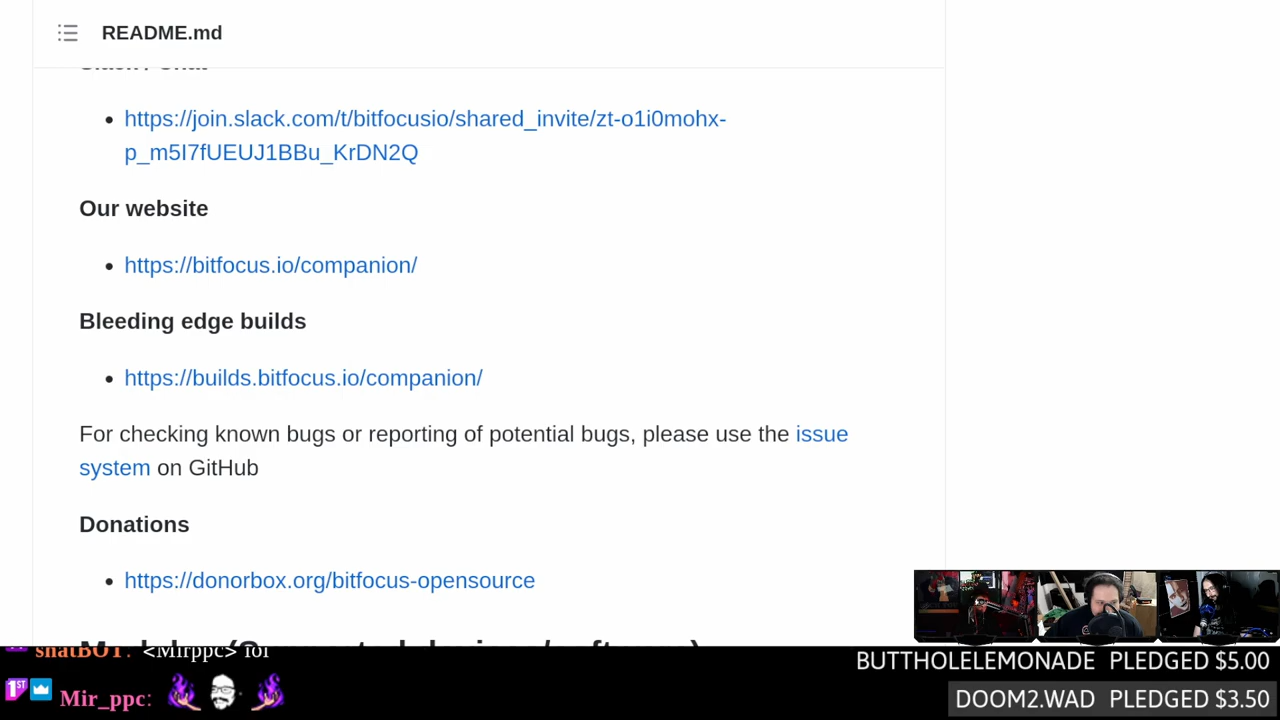 README.md
https://join.slack.com/t/bitfocusio/shared_invite/zt-o1i0mohx-
p_m5I7fUEUJ1BBu_KrDN2Q
Our website
https://bitfocus.io/companion/
Bleeding edge builds
https://builds.bitfocus.io/companion/
For checking known bugs or reporting of potential bugs, please use the issue
system on GitHub
Donations
https://donorbox.org/bitfocus-opensource
shatBOT: <Mirppc> for
1ST Mir_ppc:
BUTTHOLELEMONADE PLEDGED $5.00
DOOM2.WAD PLEDGED $3.50